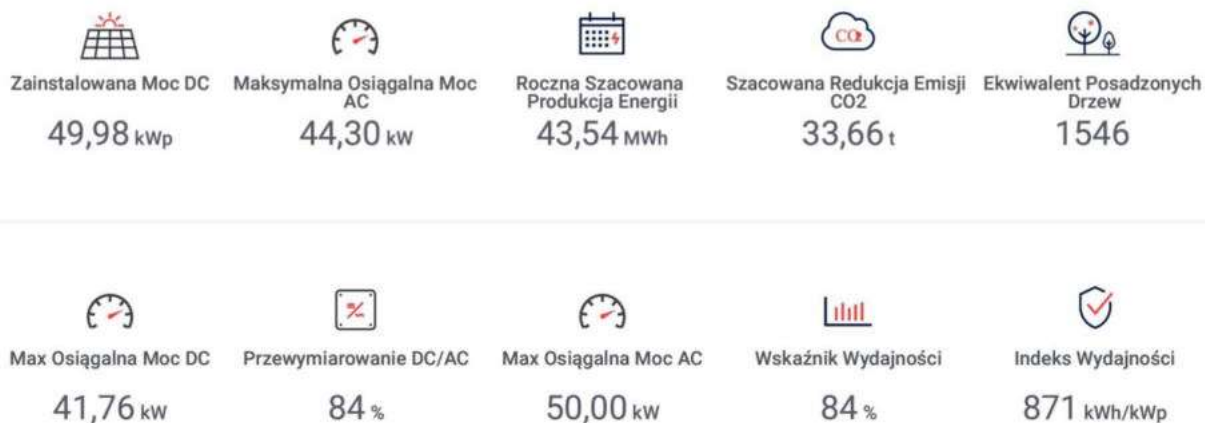 CO2
Zainstalowana Moc DC
49,98 kWp
Maksymalna Osiągalna Moc
AC
44,30 kW
Roczna Szacowana
Produkcja Energii
43,54 MWh
Szacowana Redukcja Emisji
CO2
33,66 t
Ekwiwalent Posadzonych
Drzew
1546
Max Osiągalna Moc DC
41,76 kW
Przewymiarowanie DC/AC
84 %
Max Osiągalna Moc AC
50,00 kW
Wskaźnik Wydajności
84 %
Indeks Wydajności
871 kWh/kWp